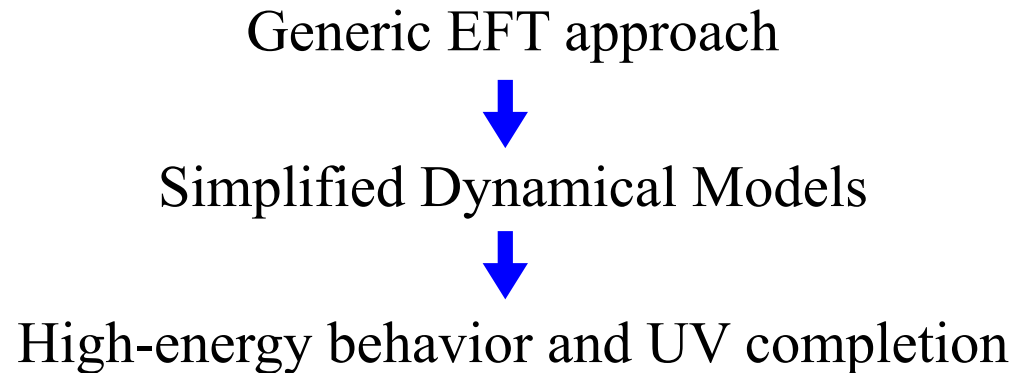 Generic EFT approach
Simplified Dynamical Models
High-energy behavior and UV completion